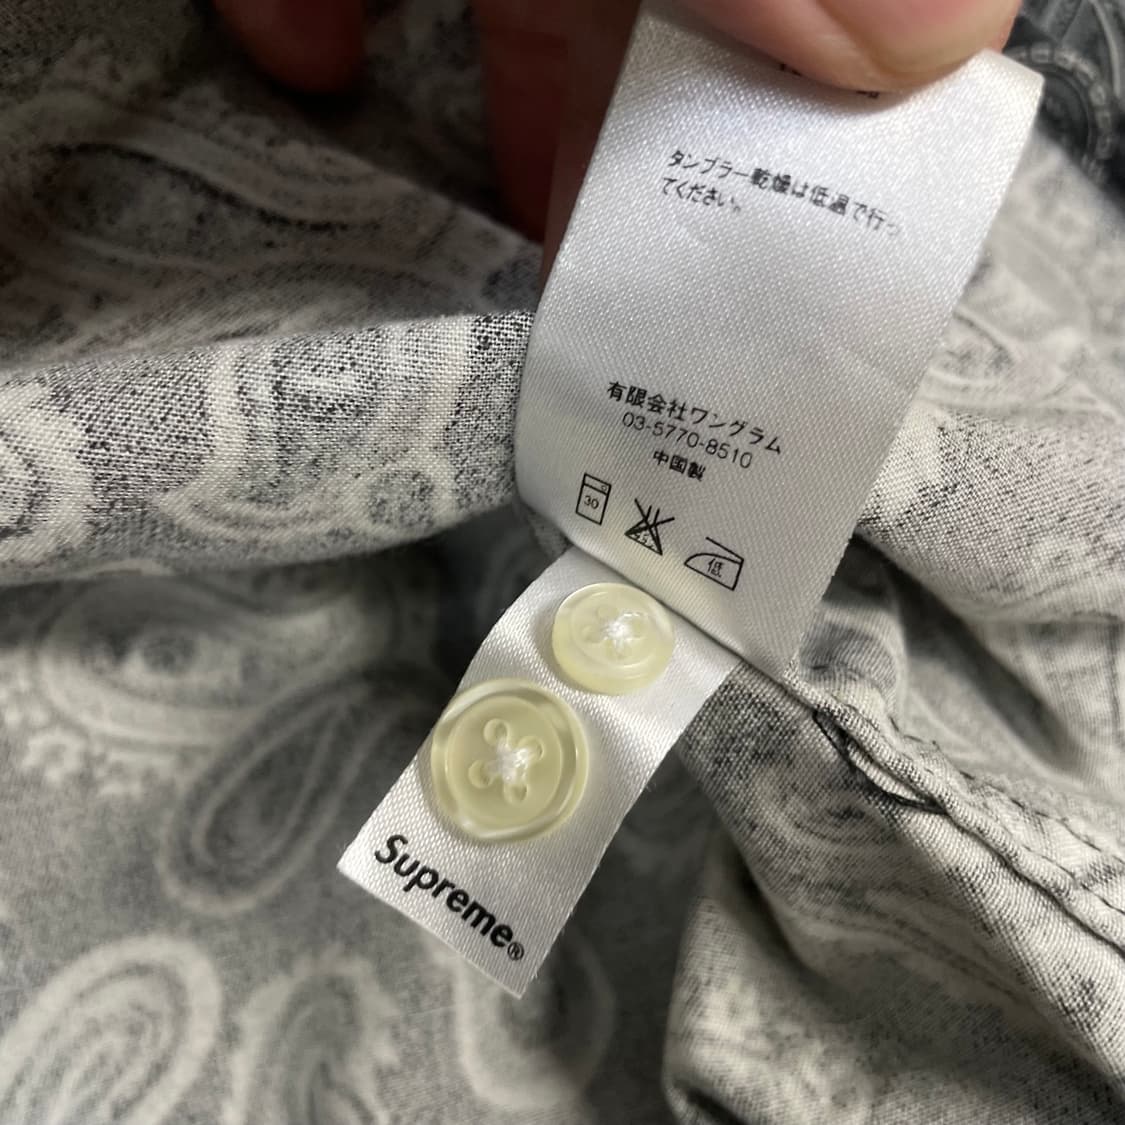 タンブラー乾燥は低温で行っ
てください。
有限会社ワングラム
03-5770-8510
中国製
30
低
Supreme®